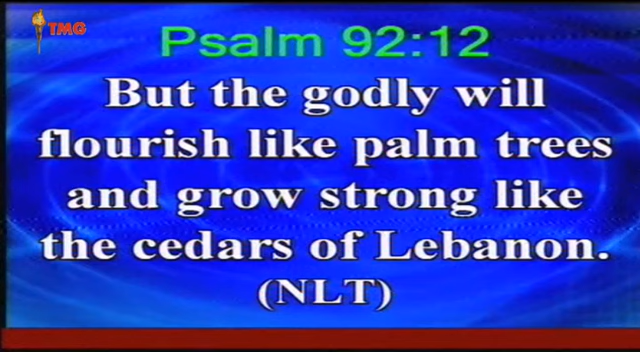 TMG
Psalm 92:12
But the godly will
flourish like palm trees
and grow strong like
the cedars of Lebanon.
(NLT)